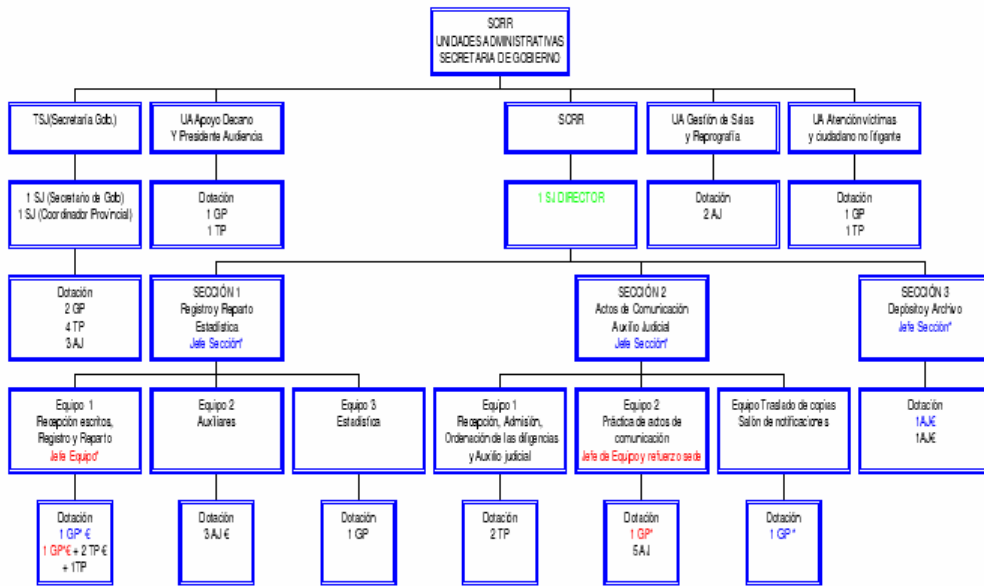 SCRR
UNIDADES ADMINISTRATIVAS
SECRETARIA DE GOBIERNO
TSJ(Secretaría Gob.)
UA Apoyo Decano
Y Presidente Audiencia
SCRR
UA Gestión de Salas
y Reprografía
UA Atención víctimas
y ciudadano no litigante
1 SJ (Secretario de Gob)
1 SJ (Coordinador Provincial)
Dotación
1 GP
1 TP
1 SJ DIRECTOR
Dotación
2 AJ
Dotación
1 GP
1 TP
Dotación
2 GP
4 TP
3 AJ
SECCIÓN 1
Registro y Reparto
Estadística
Jefe Sección*
SECCIÓN 2
Actos de Comunicación
Auxilio Judicial
Jefe Sección*
SECCIÓN 3
Depósito y Archivo
Jefe Sección*
Equipo 1
Recepción escritos,
Registro y Reparto
Jefe Equipo*
Equipo 2
Auxiliares
Equipo 3
Estadística
Equipo 1
Recepción, Admisión,
Ordenación de las diligencias
y Auxilio judicial
Equipo 2
Práctica de actos de
comunicación
Jefe de Equipo y refuerzo sede
Equipo Traslado de copias
Salón de notificaciones
Dotación
1AJ€
1AJ€
Dotación
1 GP* €
1 GP*€ + 2 TP €
+ 1TP
Dotación
3 AJ €
Dotación
1 GP
Dotación
2 TP
Dotación
1 GP*
5 AJ
Dotación
1 GP *